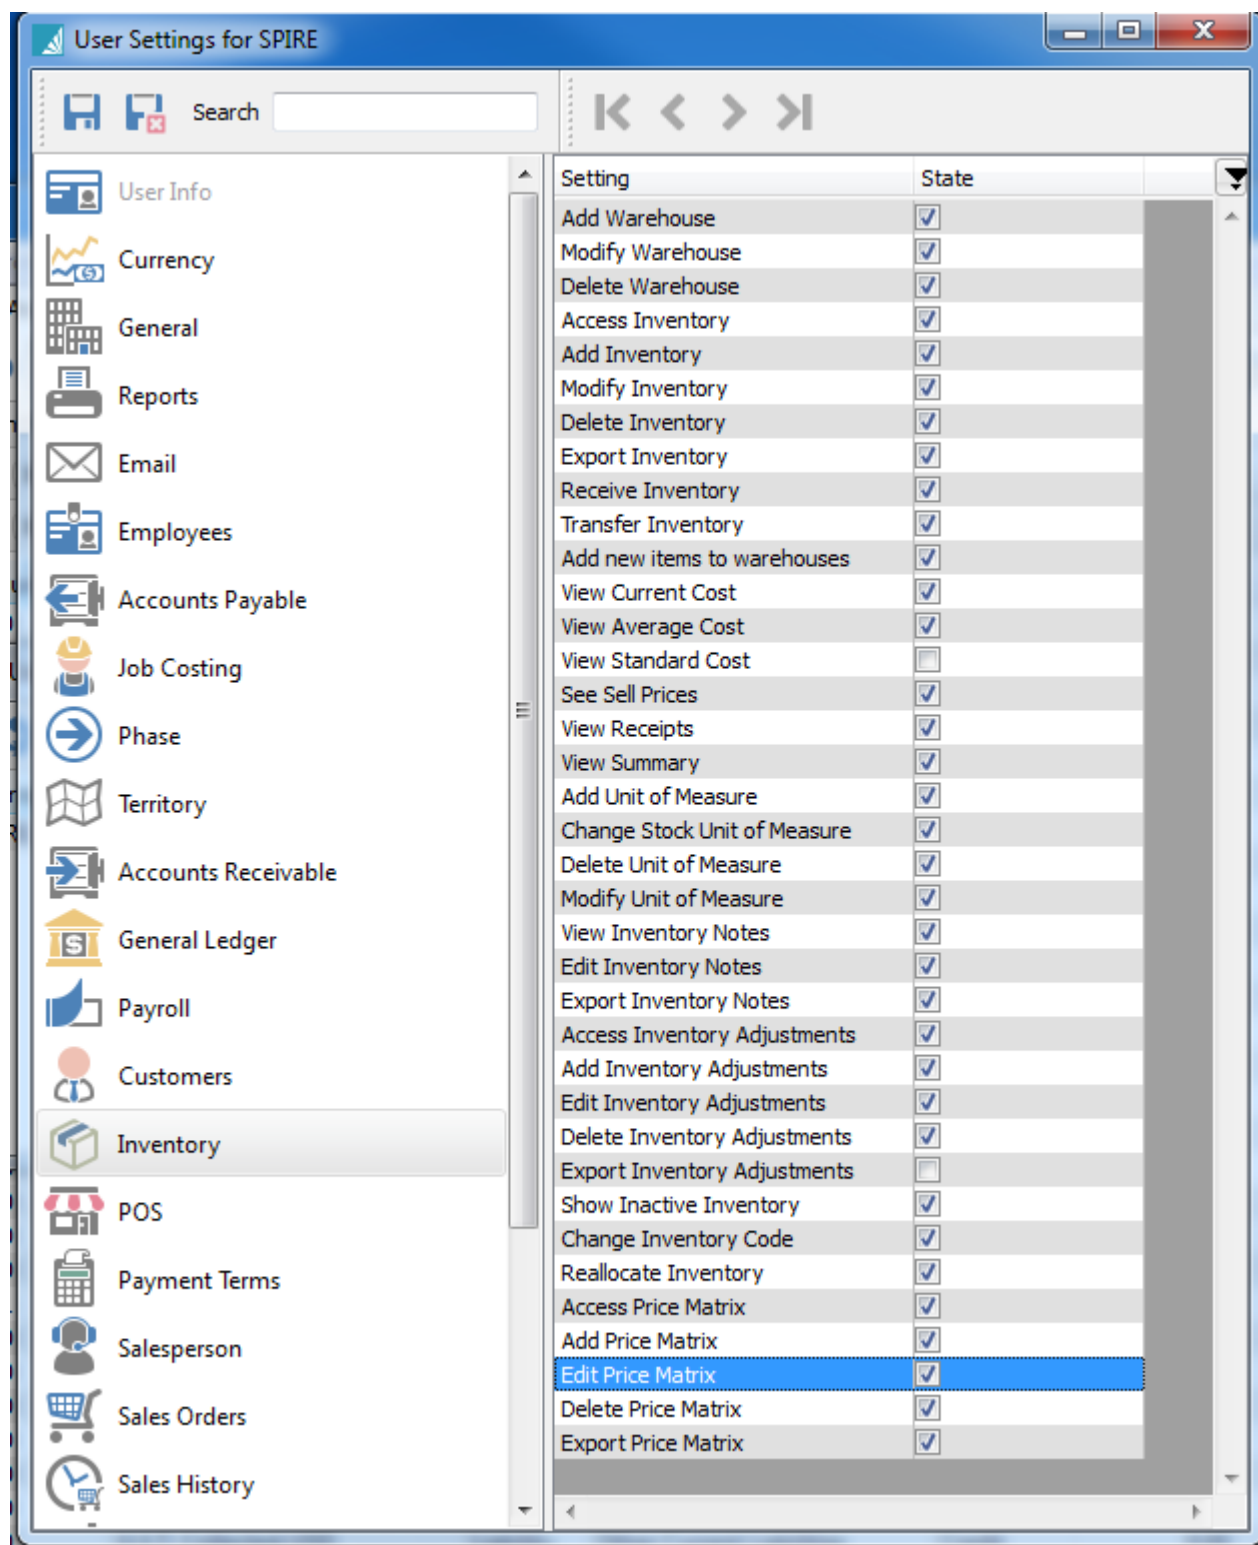 User Settings for SPIRE
Search
User Info
Currency
General
Reports
Email
Employees
Accounts Payable
Job Costing
Phase
Territory
Accounts Receivable
General Ledger
Payroll
Customers
Inventory
POS
Payment Terms
Salesperson
Sales Orders
Sales History
Setting State
Add Warehouse
Modify Warehouse
Delete Warehouse
Access Inventory
Add Inventory
Modify Inventory
Delete Inventory
Export Inventory
Receive Inventory
Transfer Inventory
Add new items to warehouses
View Current Cost
View Average Cost
View Standard Cost
See Sell Prices
View Receipts
View Summary
Add Unit of Measure
Change Stock Unit of Measure
Delete Unit of Measure
Modify Unit of Measure
View Inventory Notes
Edit Inventory Notes
Export Inventory Notes
Access Inventory Adjustments
Add Inventory Adjustments
Edit Inventory Adjustments
Delete Inventory Adjustments
Export Inventory Adjustments
Show Inactive Inventory
Change Inventory Code
Reallocate Inventory
Access Price Matrix
Add Price Matrix
Edit Price Matrix
Delete Price Matrix
Export Price Matrix